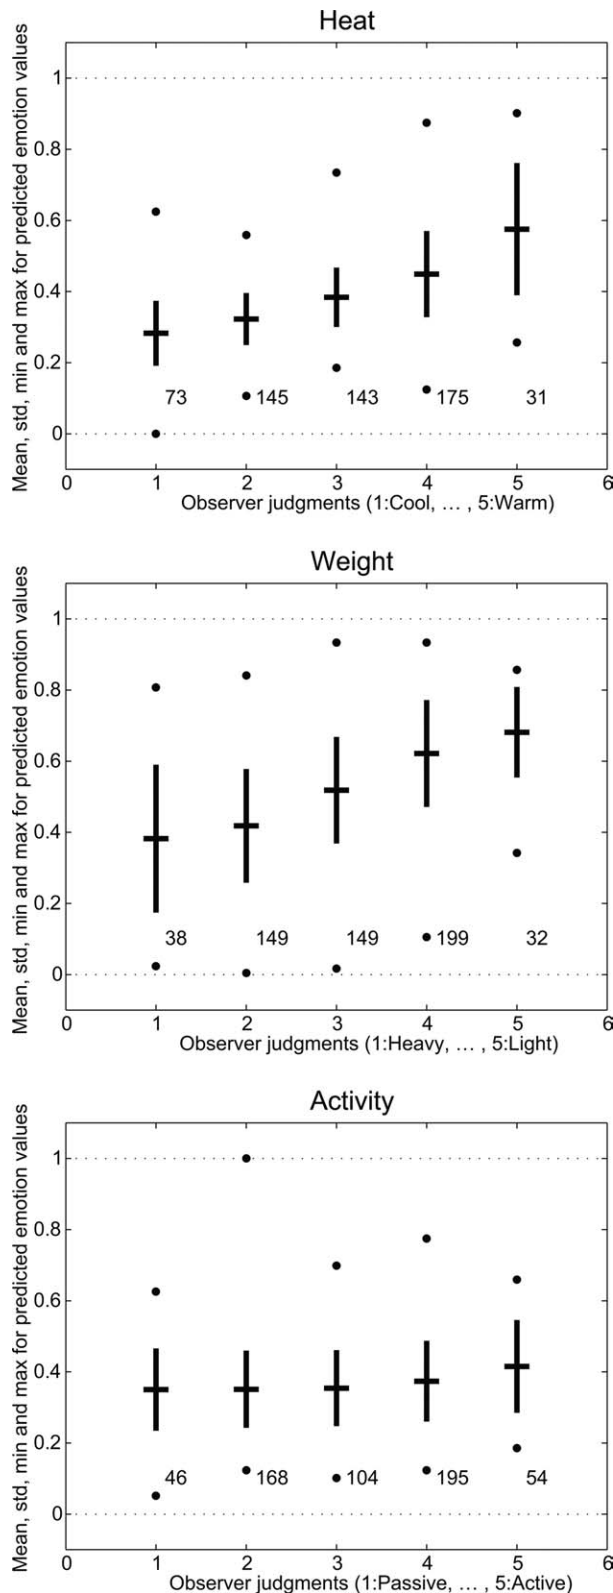 Heat
Mean, std, min and max for predicted emotion values
1
0.8
0.6
0.4
0.2
0
73 145 143 175 31
0 1 2 3 4 5 6
Observer judgments (1:Cool, … , 5:Warm)
Weight
Mean, std, min and max for predicted emotion values
1
0.8
0.6
0.4
0.2
0
38 149 149 199 32
0 1 2 3 4 5 6
Observer judgments (1:Heavy, … , 5:Light)
Activity
Mean, std, min and max for predicted emotion values
1
0.8
0.6
0.4
0.2
0
46 168 104 195 54
0 1 2 3 4 5 6
Observer judgments (1:Passive, … , 5:Active)